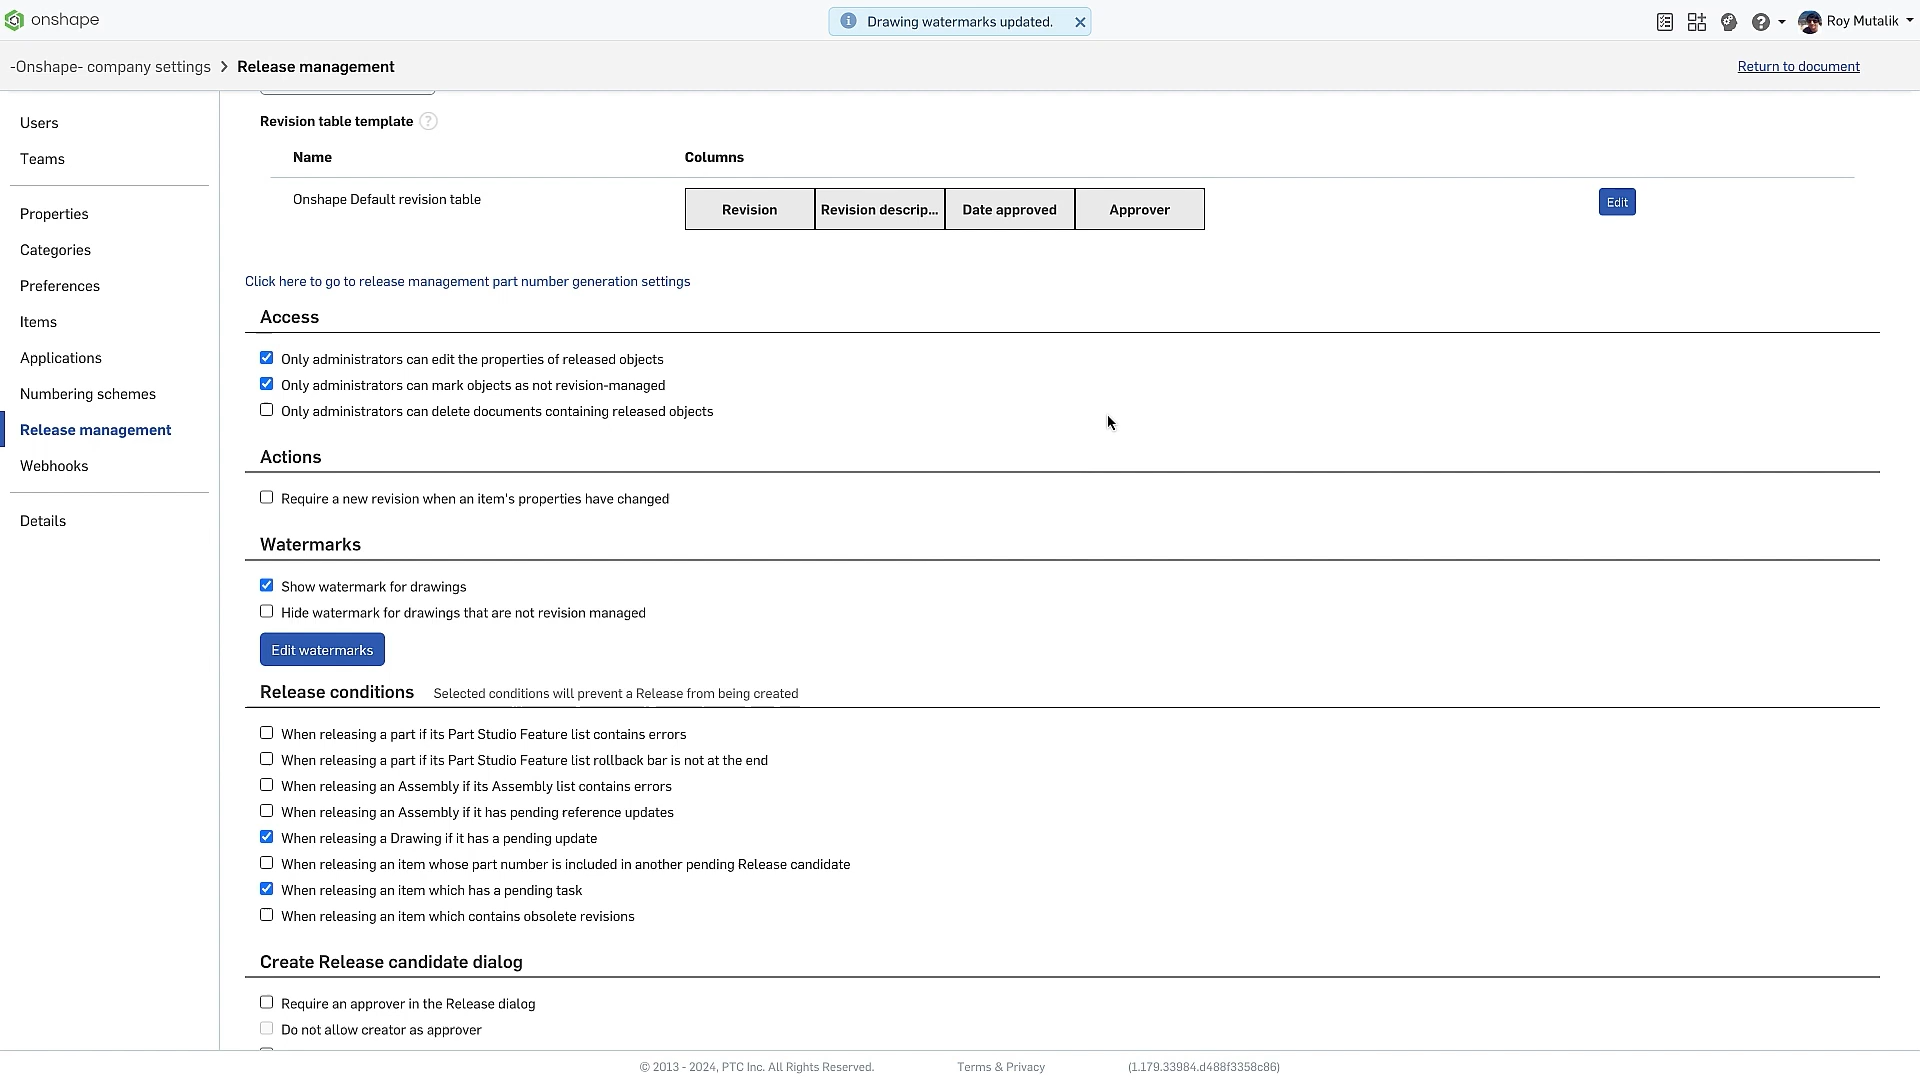 onshape
Drawing watermarks updated.
Roy Mutalik
-Onshape- company settings > Release management
Return to document
Users
Teams
Properties
Categories
Preferences
Items
Applications
Numbering schemes
Release management
Webhooks
Details
Revision table template ?
Name Columns
Onshape Default revision table
Revision Revision descrip... Date approved Approver
Edit
Click here to go to release management part number generation settings
Access
Only administrators can edit the properties of released objects
Only administrators can mark objects as not revision-managed
Only administrators can delete documents containing released objects
Actions
Require a new revision when an item's properties have changed
Watermarks
Show watermark for drawings
Hide watermark for drawings that are not revision managed
Edit watermarks
Release conditions Selected conditions will prevent a Release from being created
When releasing a part if its Part Studio Feature list contains errors
When releasing a part if its Part Studio Feature list rollback bar is not at the end
When releasing an Assembly if its Assembly list contains errors
When releasing an Assembly if it has pending reference updates
When releasing a Drawing if it has a pending update
When releasing an item whose part number is included in another pending Release candidate
When releasing an item which has a pending task
When releasing an item which contains obsolete revisions
Create Release candidate dialog
Require an approver in the Release dialog
Do not allow creator as approver
© 2013 - 2024, PTC Inc. All Rights Reserved. Terms & Privacy (1.179.33984.d488f3358c86)